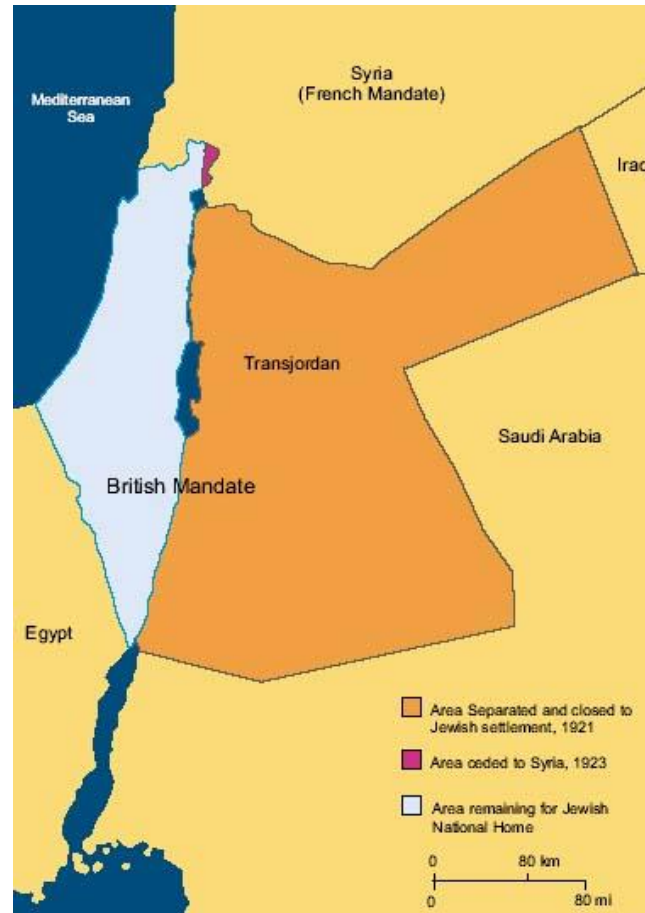 Mediterranean
Sea
Syria
(French Mandate)
Transjordan
Saudi Arabia
British Mandate
Egypt
Area Separated and closed to
Jewish settlement, 1921
Area ceded to Syria, 1923
Area remaining for Jewish
National Home
0 80 km
0 80 mi